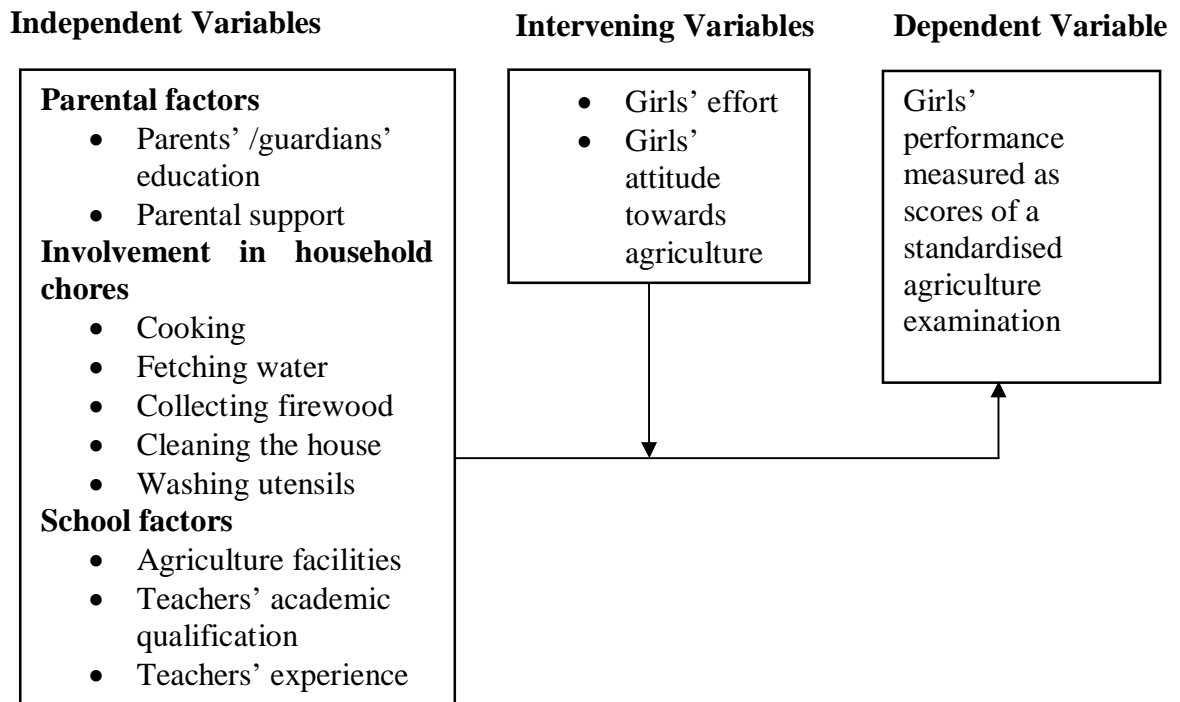 Independent Variables
Intervening Variables
Dependent Variable
Parental factors
• Parents’ /guardians’
education
• Parental support
Involvement in household
chores
• Cooking
• Fetching water
• Collecting firewood
• Cleaning the house
• Washing utensils
School factors
• Agriculture facilities
• Teachers’ academic
qualification
• Teachers’ experience
• Girls’ effort
• Girls’
attitude
towards
agriculture
Girls’
performance
measured as
scores of a
standardised
agriculture
examination